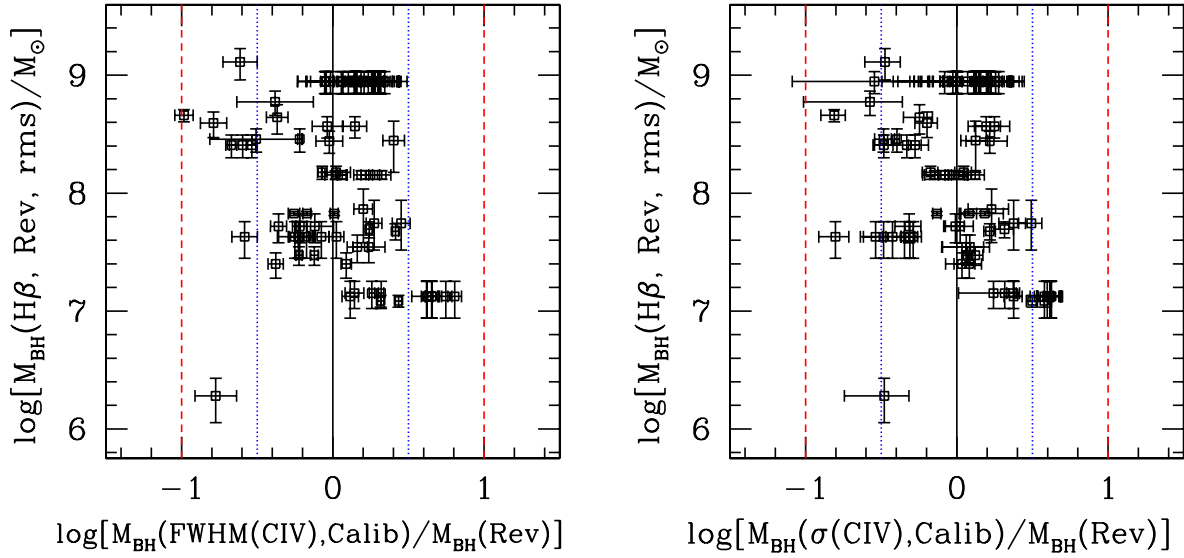 log[M_BH(Hβ, Rev, rms)/M_⊙]
9
8
7
6
−1 0 1
log[M_BH(FWHM(CIV),Calib)/M_BH(Rev)]
log[M_BH(Hβ, Rev, rms)/M_⊙]
9
8
7
6
−1 0 1
log[M_BH(σ(CIV),Calib)/M_BH(Rev)]